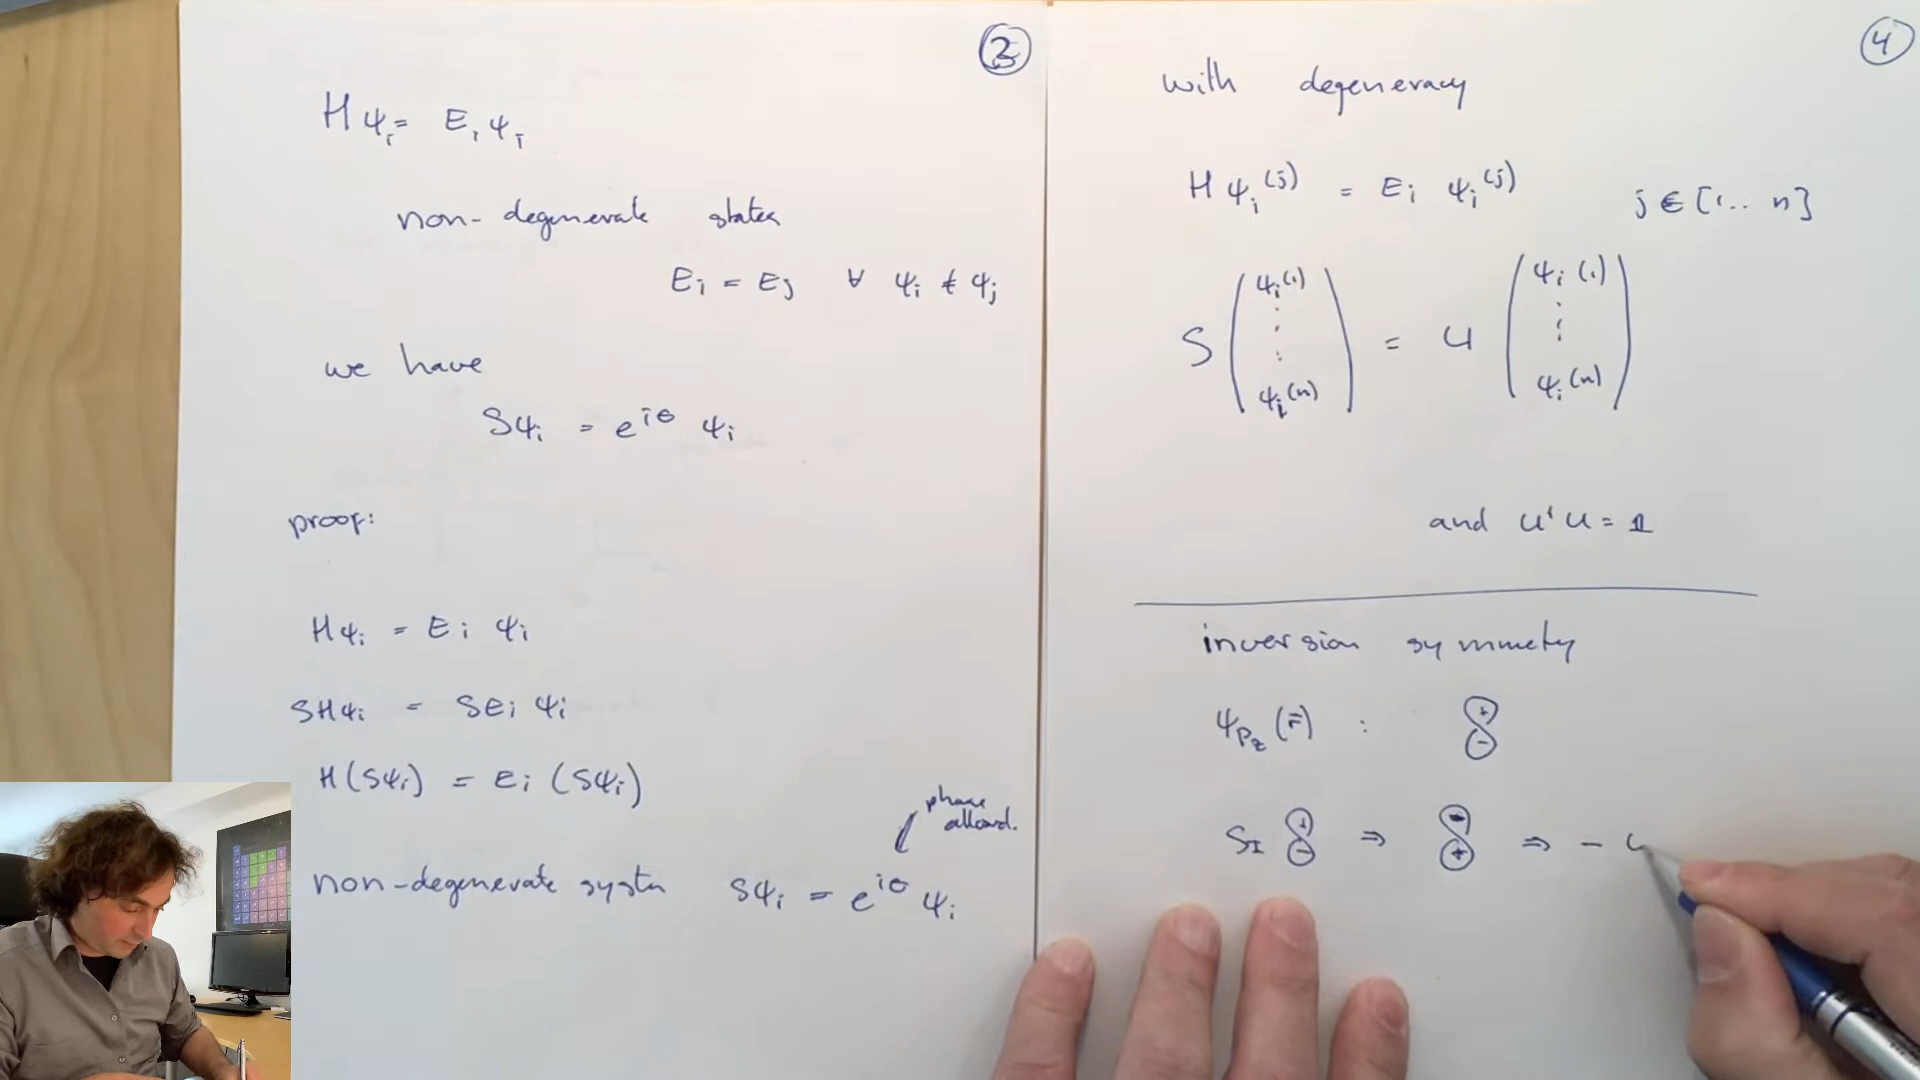 3
Hψᵢ = Eᵢ ψᵢ
non-degenerate states
Eᵢ = Eⱼ ∀ ψᵢ ≠ ψⱼ
we have
Sψᵢ = e^{iθ} ψᵢ
proof:
Hψᵢ = Eᵢ ψᵢ
SHψᵢ = SEᵢ ψᵢ
H(Sψᵢ) = Eᵢ (Sψᵢ)
phase
allowed.
non-degenerate system Sψᵢ = e^{iθ} ψᵢ
4
with degeneracy
Hψᵢ^{(j)} = Eᵢ ψᵢ^{(j)} j ∈ [1.. n]
S ( ψᵢ^{(1)} ⋮ ψᵢ^{(n)} ) = U ( ψᵢ^{(1)} ⋮ ψᵢ^{(n)} )
and U†U = 𝟙
inversion symmetry
ψ_{p_z} (r̄) : + -
S_I + - ⇒ - + ⇒ -